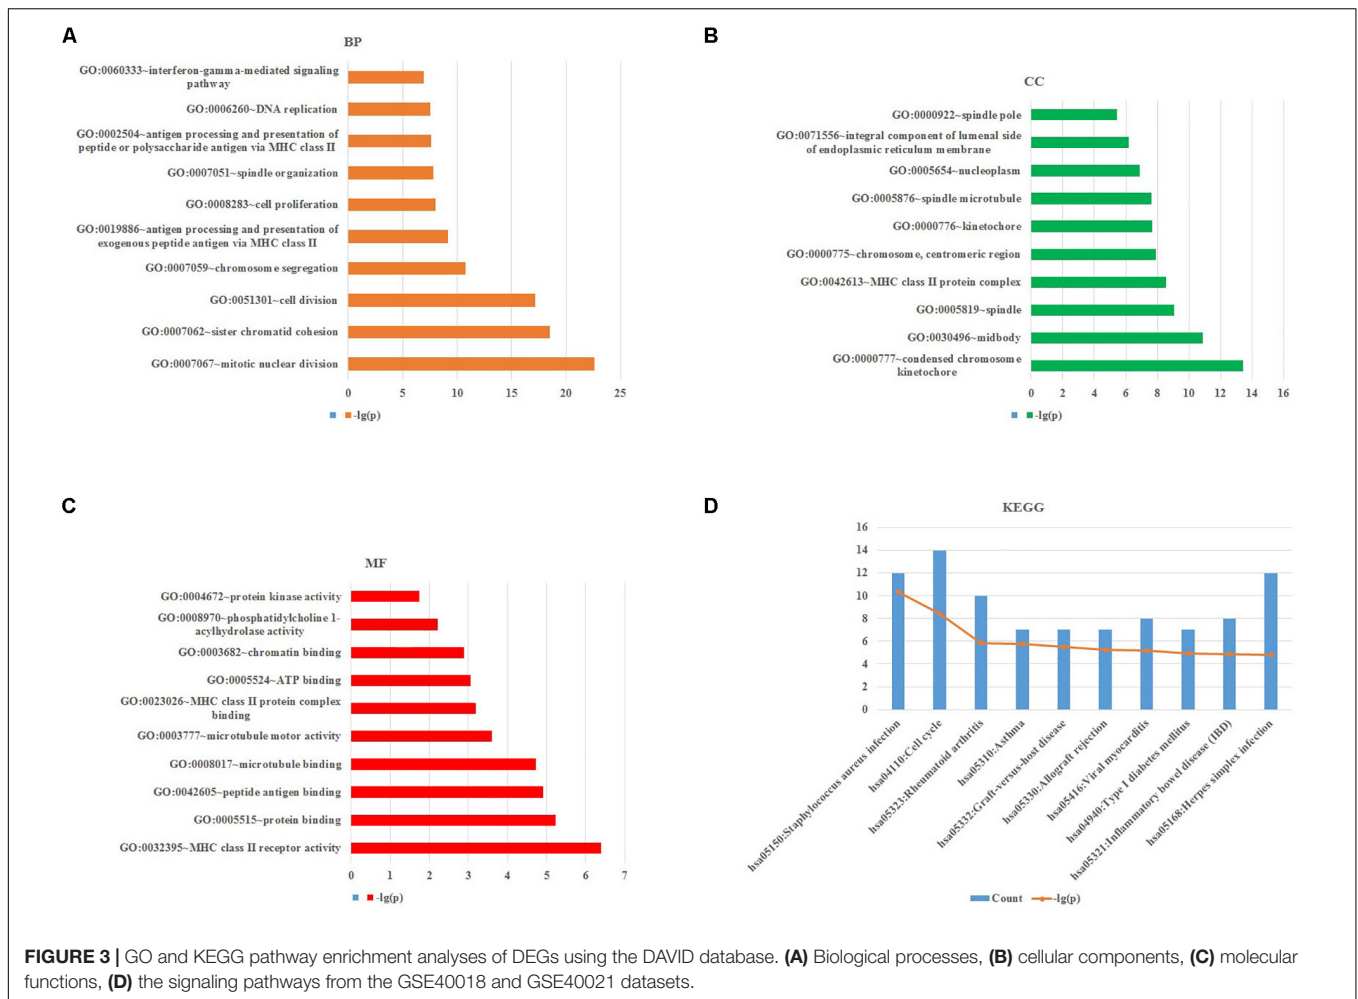 A
BP
GO:0060333~interferon-gamma-mediated signaling
pathway
GO:0006260~DNA replication
GO:0002504~antigen processing and presentation of
peptide or polysaccharide antigen via MHC class II
GO:0007051~spindle organization
GO:0008283~cell proliferation
GO:0019886~antigen processing and presentation of
exogenous peptide antigen via MHC class II
GO:0007059~chromosome segregation
GO:0051301~cell division
GO:0007062~sister chromatid cohesion
GO:0007067~mitotic nuclear division
0 5 10 15 20 25
-lg(p)
B
CC
GO:0000922~spindle pole
GO:0071556~integral component of lumenal side
of endoplasmic reticulum membrane
GO:0005654~nucleoplasm
GO:0005876~spindle microtubule
GO:0000776~kinetochore
GO:0000775~chromosome, centromeric region
GO:0042613~MHC class II protein complex
GO:0005819~spindle
GO:0030496~midbody
GO:0000777~condensed chromosome
kinetochore
0 2 4 6 8 10 12 14 16
-lg(p)
C
MF
GO:0004672~protein kinase activity
GO:0008970~phosphatidylcholine 1-
acylhydrolase activity
GO:0003682~chromatin binding
GO:0005524~ATP binding
GO:0023026~MHC class II protein complex
binding
GO:0003777~microtubule motor activity
GO:0008017~microtubule binding
GO:0042605~peptide antigen binding
GO:0005515~protein binding
GO:0032395~MHC class II receptor activity
0 1 2 3 4 5 6 7
-lg(p)
D
KEGG
16
14
12
10
8
6
4
2
0
hsa05150:Staphylococcus aureus infection
hsa04110:Cell cycle
hsa05323:Rheumatoid arthritis
hsa05310:Asthma
hsa05332:Graft-versus-host disease
hsa05330:Allograft rejection
hsa05416:Viral myocarditis
hsa04940:Type I diabetes mellitus
hsa05321:Inflammatory bowel disease (IBD)
hsa05168:Herpes simplex infection
Count -lg(p)
FIGURE 3 | GO and KEGG pathway enrichment analyses of DEGs using the DAVID database. (A) Biological processes, (B) cellular components, (C) molecular
functions, (D) the signaling pathways from the GSE40018 and GSE40021 datasets.